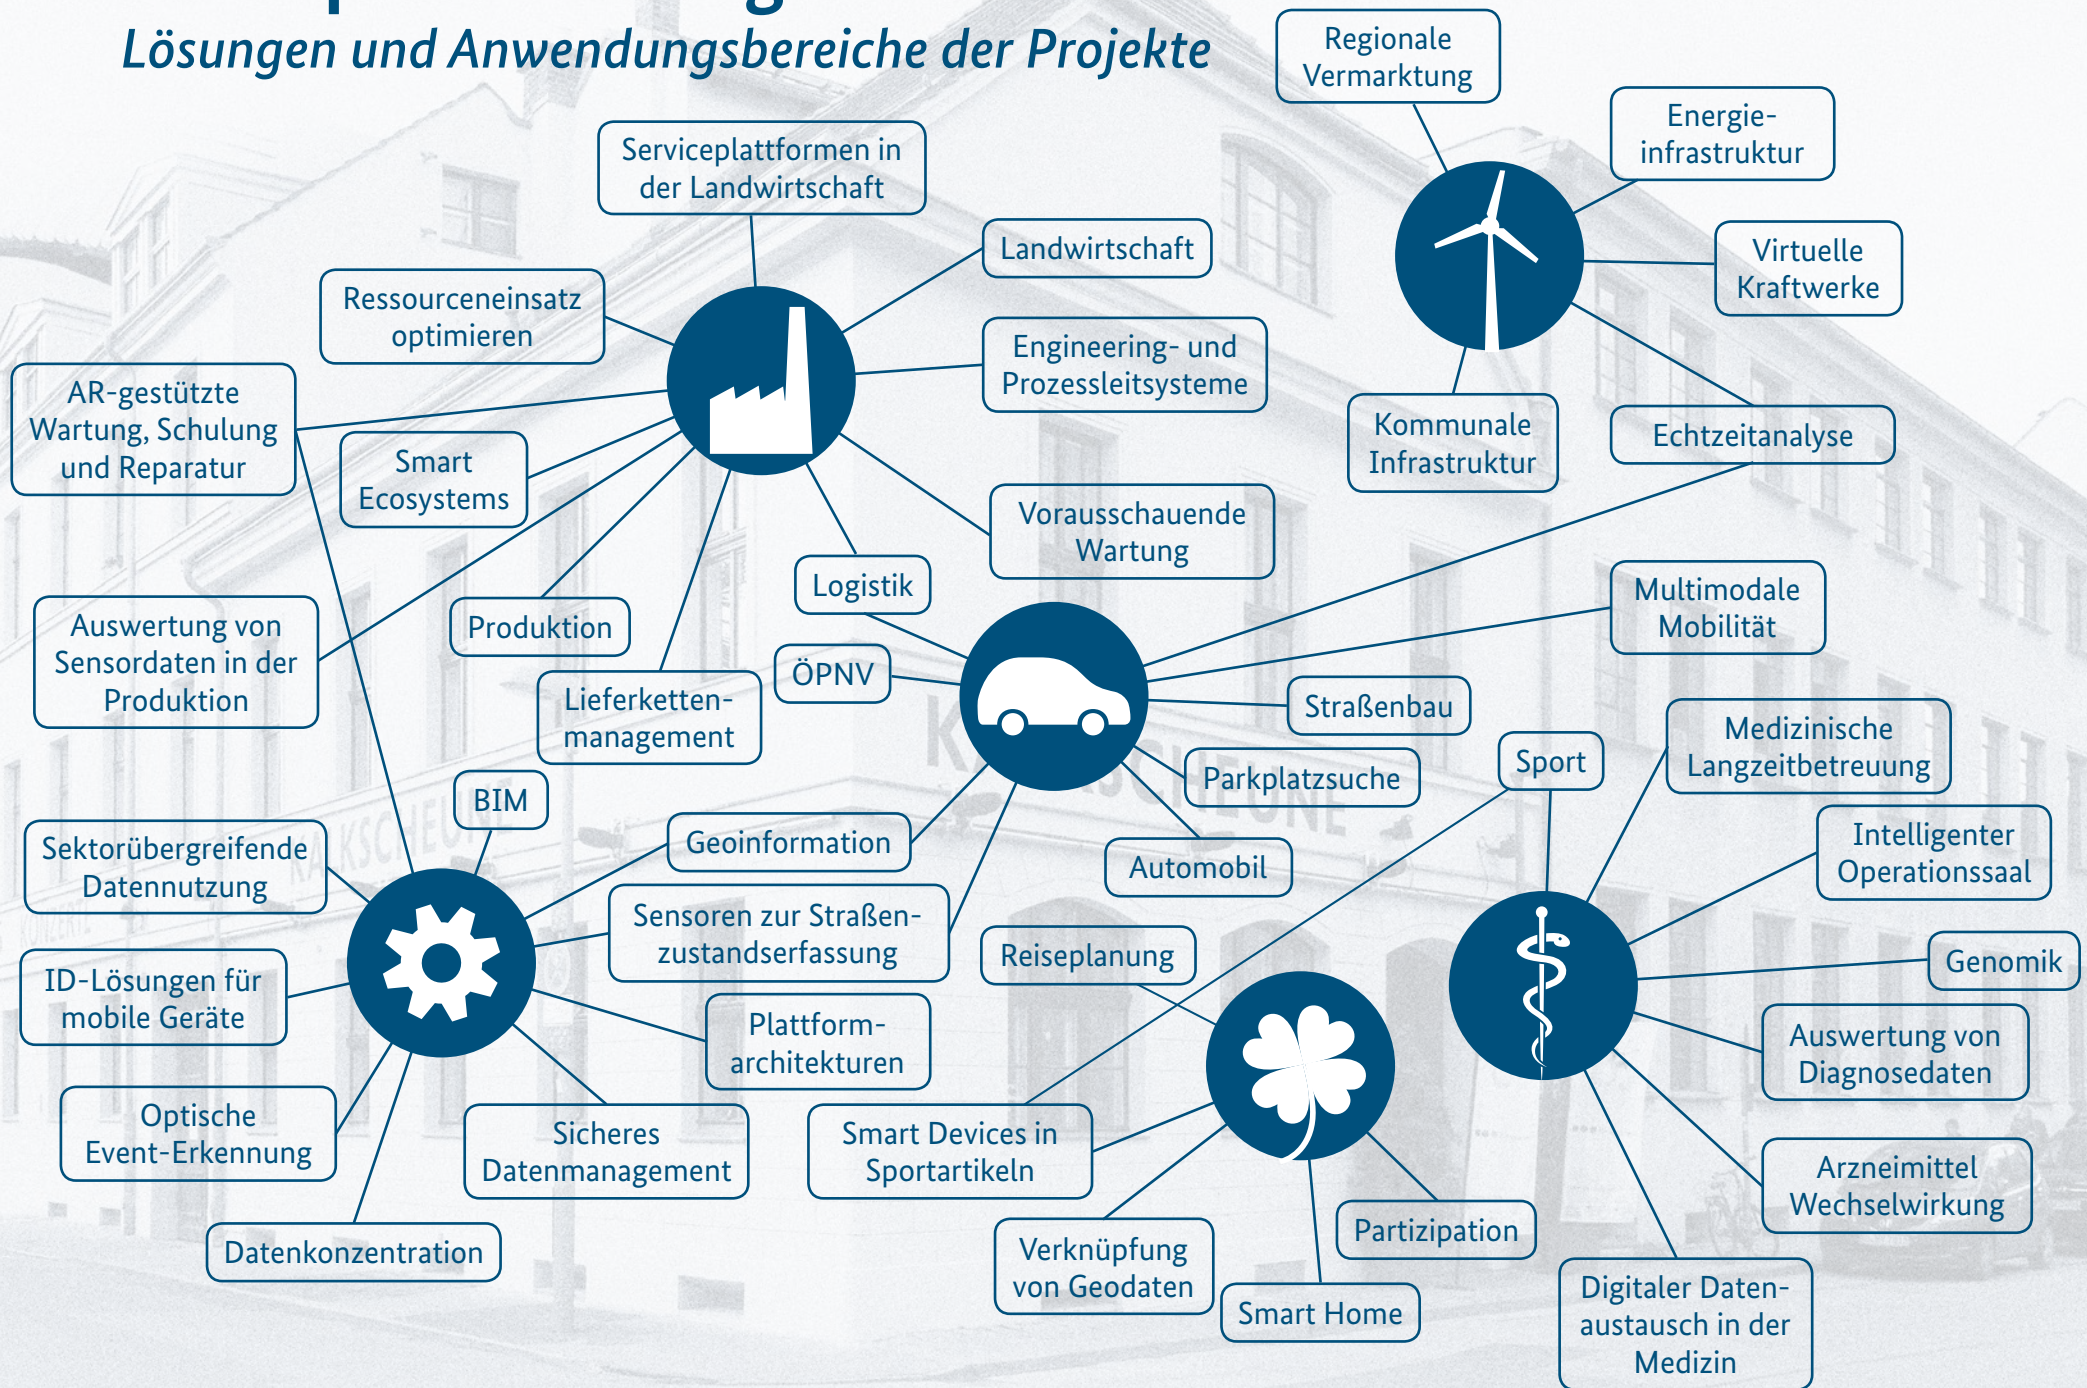 Lösungen und Anwendungsbereiche der Projekte
Regionale
Vermarktung
Energie-
infrastruktur
Serviceplattformen in
der Landwirtschaft
Landwirtschaft
Virtuelle
Kraftwerke
Ressourceneinsatz
optimieren
Engineering- und
Prozessleitsysteme
AR-gestützte
Wartung, Schulung
und Reparatur
Smart
Ecosystems
Kommunale
Infrastruktur
Echtzeitanalyse
Vorausschauende
Wartung
Logistik
Multimodale
Mobilität
Auswertung von
Sensordaten in der
Produktion
Produktion
ÖPNV
Lieferketten-
management
Straßenbau
Medizinische
Langzeitbetreuung
Sport
Parkplatzsuche
BIM
KALKSCHEUNE
KALKSCHEUNE
Sektorübergreifende
Datennutzung
Geoinformation
Automobil
Intelligenter
Operationssaal
Sensoren zur Straßen-
zustandserfassung
KONZERTE
Reiseplanung
Genomik
ID-Lösungen für
mobile Geräte
Plattform-
architekturen
Auswertung von
Diagnosedaten
Optische
Event-Erkennung
Sicheres
Datenmanagement
Smart Devices in
Sportartikeln
Arzneimittel
Wechselwirkung
Datenkonzentration
Verknüpfung
von Geodaten
Partizipation
Smart Home
Digitaler Daten-
austausch in der
Medizin